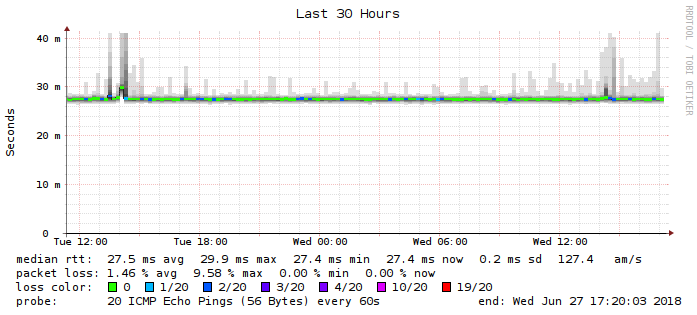 Last 30 Hours
RRDTOOL / TOBI OETIKER
Seconds
40 m
30 m
20 m
10 m
0
Tue 12:00 Tue 18:00 Wed 00:00 Wed 06:00 Wed 12:00
median rtt: 27.5 ms avg 29.9 ms max 27.4 ms min 27.4 ms now 0.2 ms sd 127.4 am/s
packet loss: 1.46 % avg 9.58 % max 0.00 % min 0.00 % now
loss color: 0 1/20 2/20 3/20 4/20 10/20 19/20
probe: 20 ICMP Echo Pings (56 Bytes) every 60s end: Wed Jun 27 17:20:03 2018